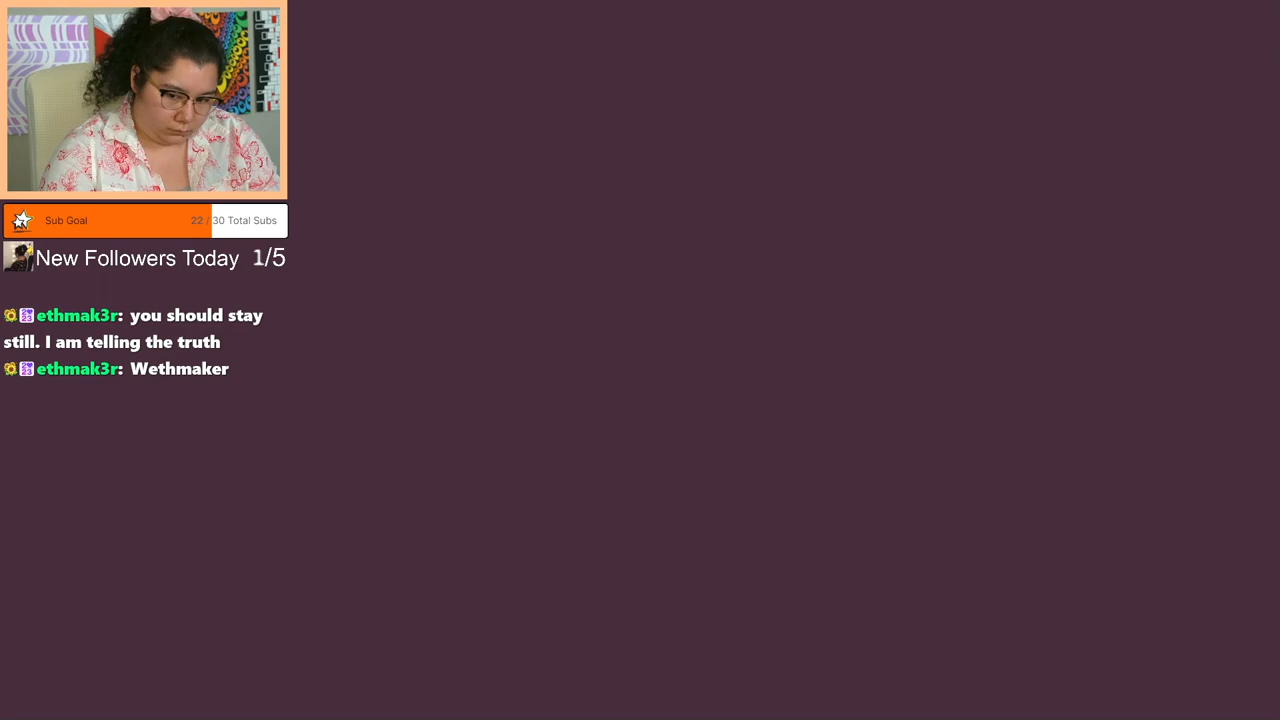 Sub Goal 22 / 30 Total Subs
New Followers Today 1/5
ethmak3r: you should stay
still. I am telling the truth
ethmak3r: Wethmaker